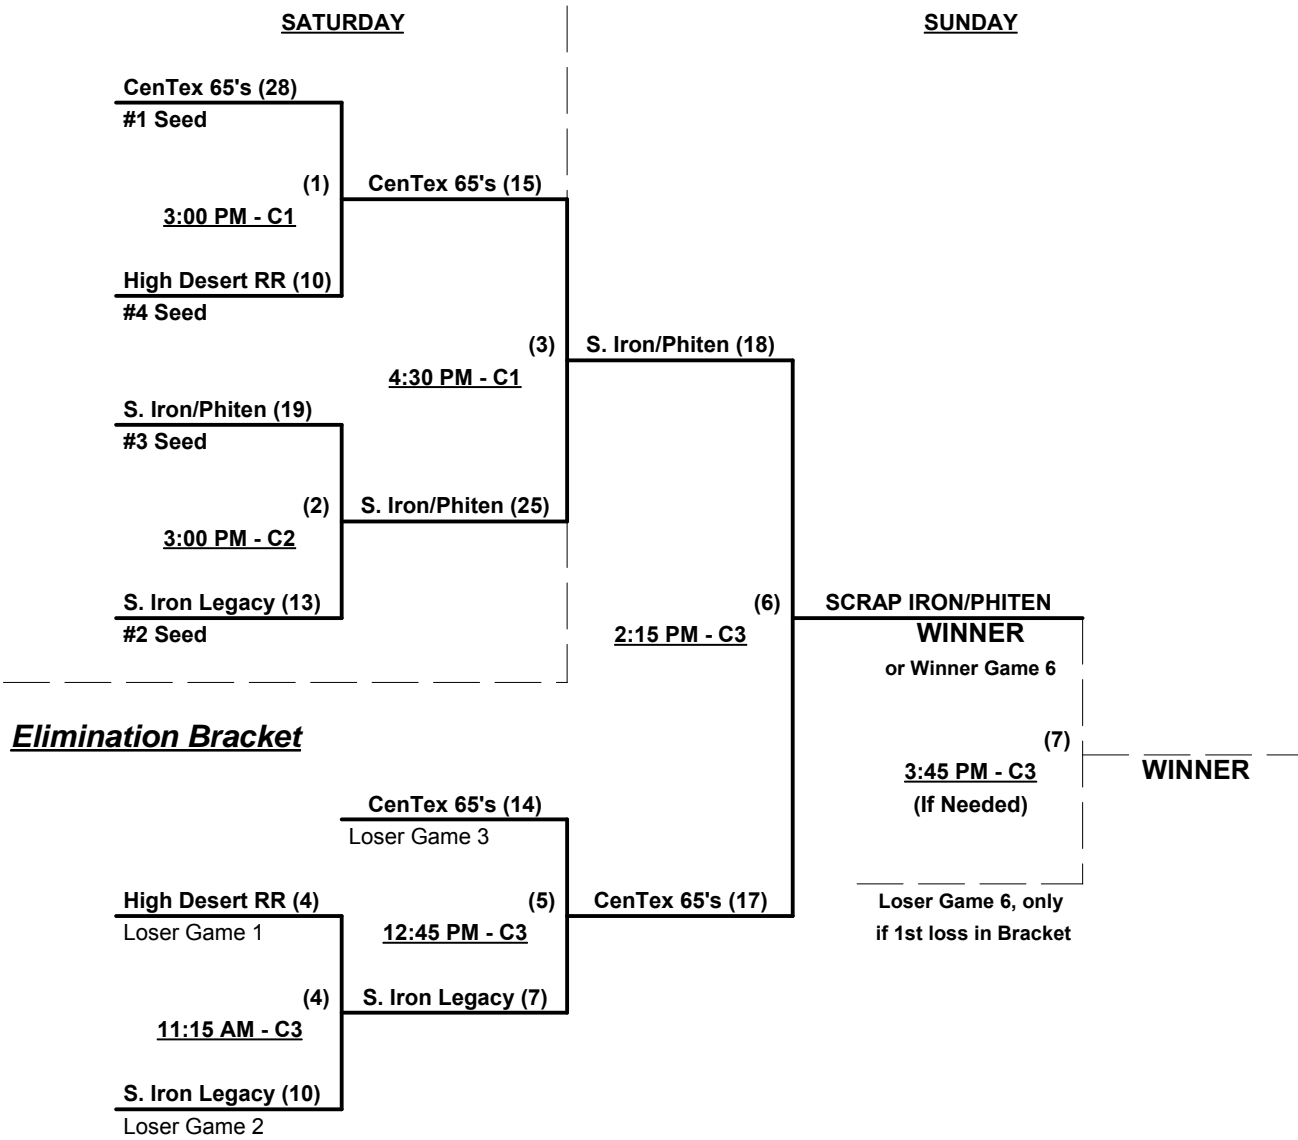 SATURDAY
SUNDAY
CenTex 65's (28)
#1 Seed
(1)
CenTex 65's (15)
3:00 PM - C1
High Desert RR (10)
#4 Seed
(3)
S. Iron/Phiten (18)
4:30 PM - C1
S. Iron/Phiten (19)
#3 Seed
(2)
S. Iron/Phiten (25)
3:00 PM - C2
S. Iron Legacy (13)
#2 Seed
(6)
SCRAP IRON/PHITEN
2:15 PM - C3
WINNER
or Winner Game 6
Elimination Bracket
(7)
3:45 PM - C3
WINNER
(If Needed)
CenTex 65's (14)
Loser Game 3
High Desert RR (4)
Loser Game 1
(5)
CenTex 65's (17)
12:45 PM - C3
Loser Game 6, only
if 1st loss in Bracket
(4)
S. Iron Legacy (7)
11:15 AM - C3
S. Iron Legacy (10)
Loser Game 2